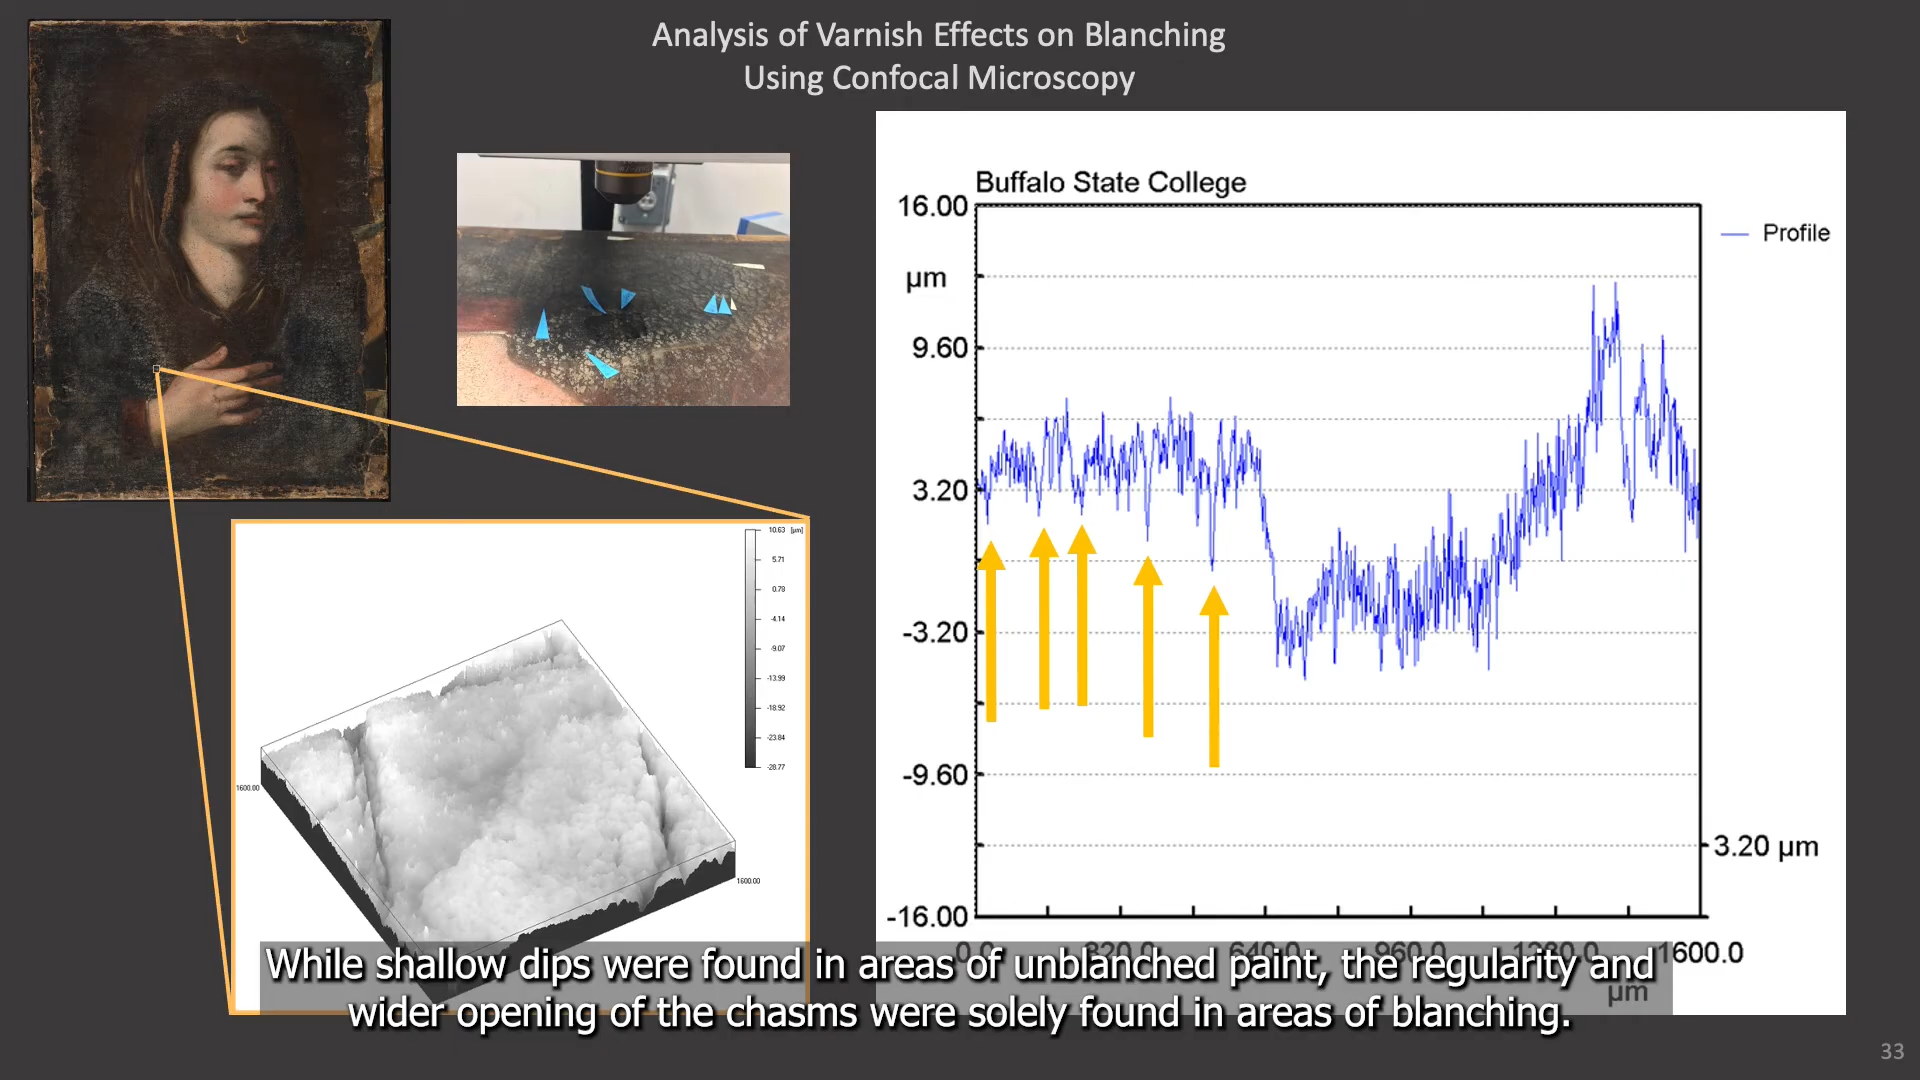 Analysis of Varnish Effects on Blanching
Using Confocal Microscopy
Buffalo State College
16.00
µm
9.60
3.20
-3.20
-9.60
-16.00
Profile
3.20 µm
0.0 320.0 640.0 960.0 1280.0 1600.0
µm
10.63 [µm]
5.71
0.78
-4.14
-9.07
-13.99
-18.92
-23.84
-28.77
1600.00
1600.00
While shallow dips were found in areas of unblanched paint, the regularity and
wider opening of the chasms were solely found in areas of blanching.
33